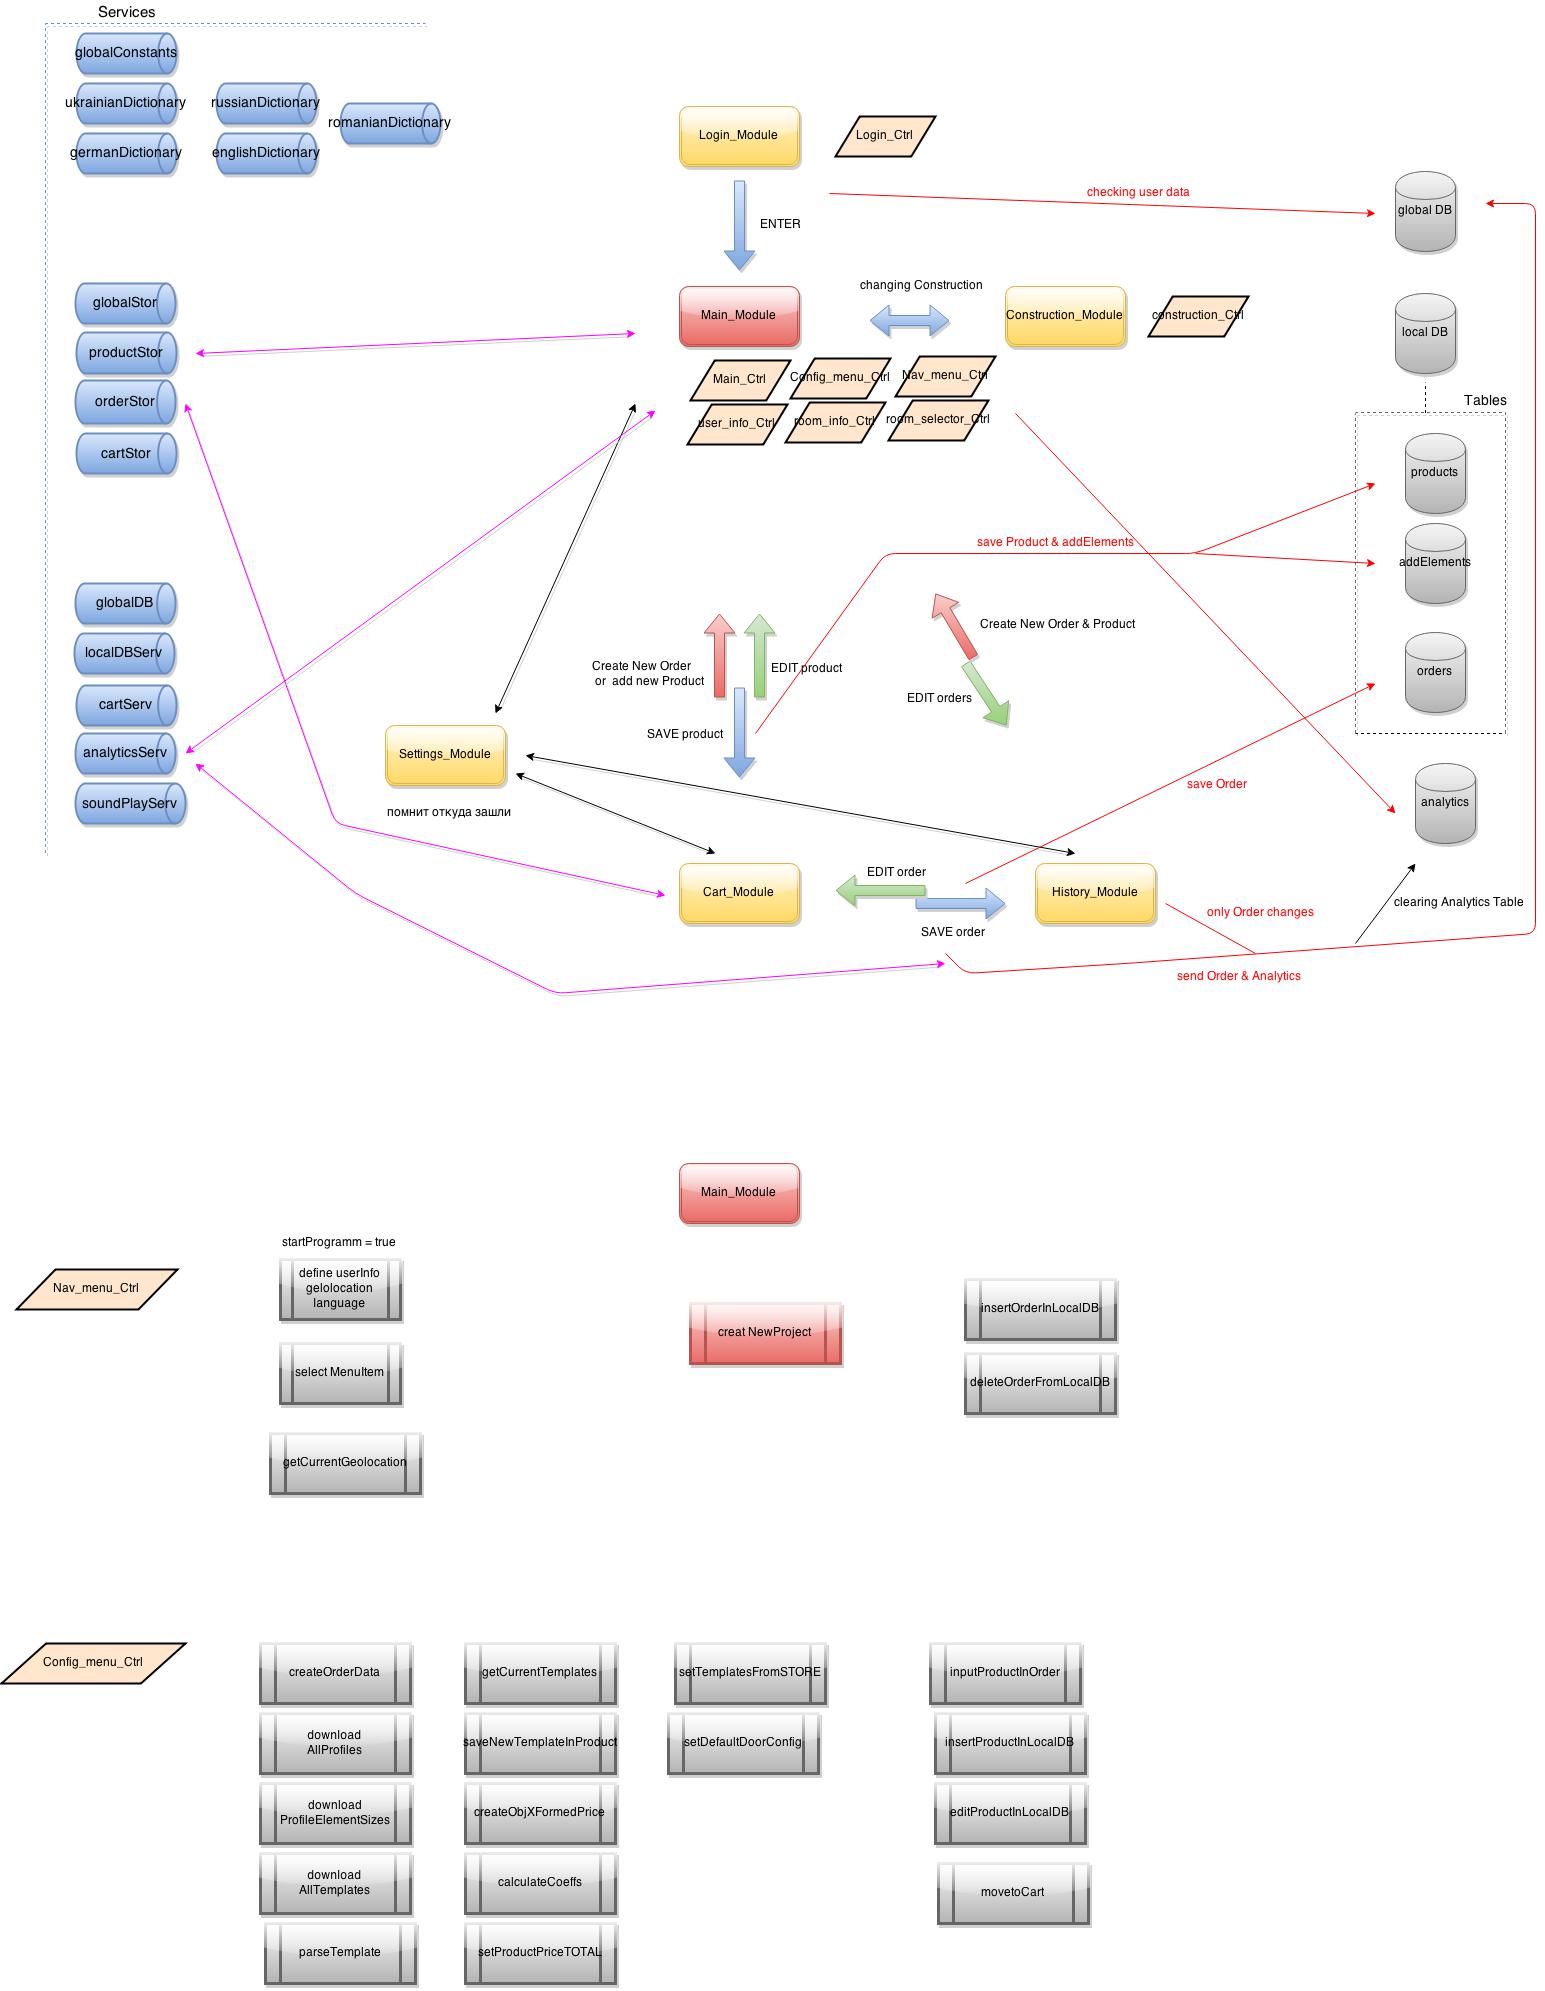 Services
globalConstants
ukrainianDictionary
russianDictionary
romanianDictionary
germanDictionary
englishDictionary
Login_Module
Login_Ctrl
checking user data
global DB
ENTER
globalStor
productStor
orderStor
cartStor
Main_Module
changing Construction
Construction_Module
construction_Ctrl
local DB
Main_Ctrl
Config_menu_Ctrl
Nav_menu_Ctrl
user_info_Ctrl
room_info_Ctrl
room_selector_Ctrl
Tables
products
addElements
orders
save Product & addElements
globalDB
localDBServ
cartServ
analyticsServ
soundPlayServ
Create New Order
or add new Product
EDIT product
SAVE product
Create New Order & Product
EDIT orders
Settings_Module
помнит откуда зашли
save Order
analytics
Cart_Module
EDIT order
SAVE order
History_Module
only Order changes
clearing Analytics Table
send Order & Analytics
Main_Module
Nav_menu_Ctrl
startProgramm = true
define userInfo
gelolocation
language
select MenuItem
getCurrentGeolocation
creat NewProject
insertOrderInLocalDB
deleteOrderFromLocalDB
Config_menu_Ctrl
createOrderData
download
AllProfiles
download
ProfileElementSizes
download
AllTemplates
parseTemplate
getCurrentTemplates
saveNewTemplateInProduct
createObjXFormedPrice
calculateCoeffs
setProductPriceTOTAL
setTemplatesFromSTORE
setDefaultDoorConfig
inputProductInOrder
insertProductInLocalDB
editProductInLocalDB
movetoCart